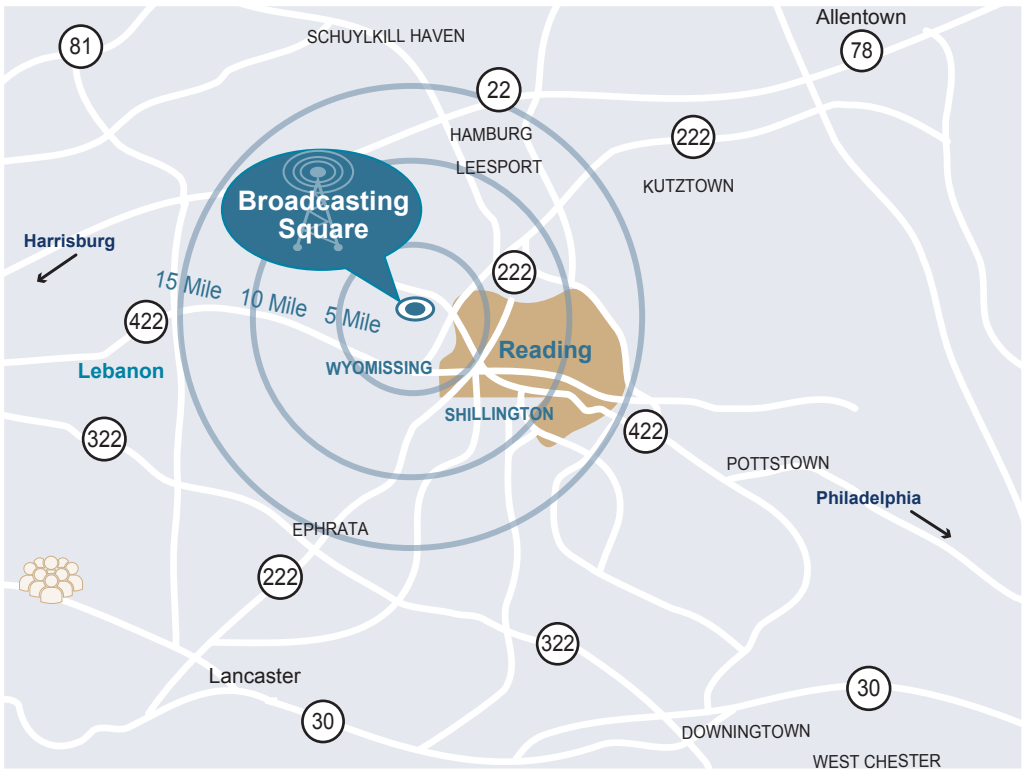 Allentown
81
SCHUYLKILL HAVEN
78
22
HAMBURG
222
LEESPORT
KUTZTOWN
Broadcasting
Square
Harrisburg
222
15 Mile
10 Mile
5 Mile
422
Reading
Lebanon
WYOMISSING
SHILLINGTON
322
422
POTTSTOWN
Philadelphia
EPHRATA
222
322
Lancaster
30
30
DOWNINGTOWN
WEST CHESTER